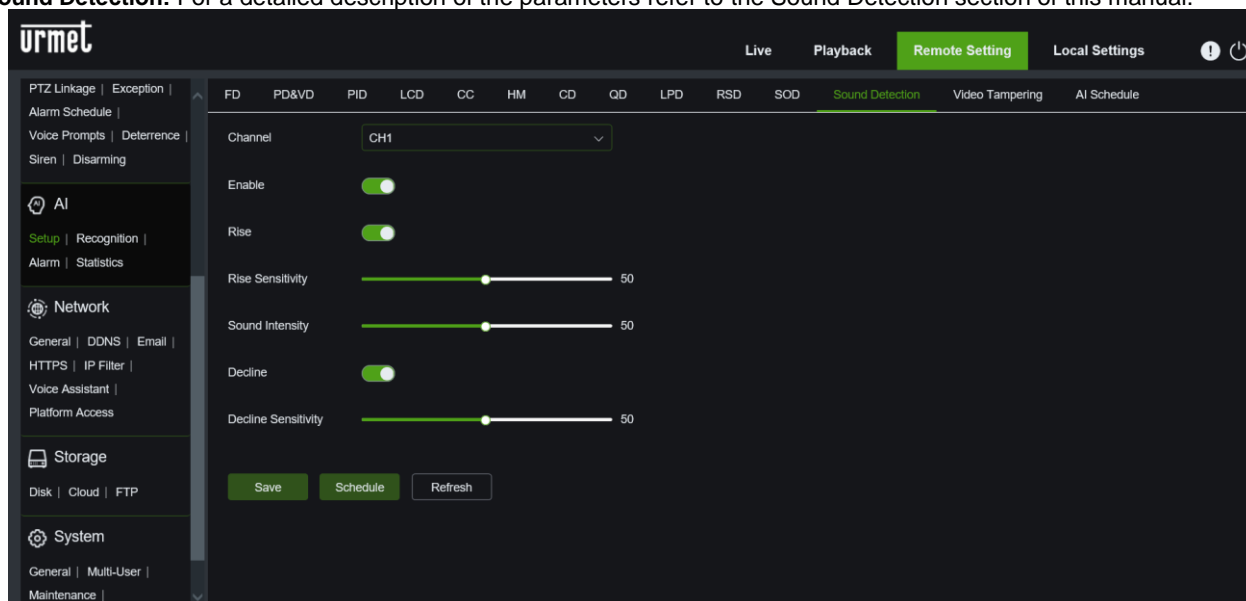 ound Detection. For a detailed description of the parameters refer to the Sound Detection section of this manual.
urmet
Live Playback Remote Setting Local Settings
PTZ Linkage | Exception |
Alarm Schedule |
Voice Prompts | Deterrence |
Siren | Disarming
AI
Setup | Recognition |
Alarm | Statistics
Network
General | DDNS | Email |
HTTPS | IP Filter |
Voice Assistant |
Platform Access
Storage
Disk | Cloud | FTP
System
General | Multi-User |
Maintenance |
FD PD&VD PID LCD CC HM CD QD LPD RSD SOD Sound Detection Video Tampering AI Schedule
Channel CH1
Enable
Rise
Rise Sensitivity 50
Sound Intensity 50
Decline
Decline Sensitivity 50
Save Schedule Refresh